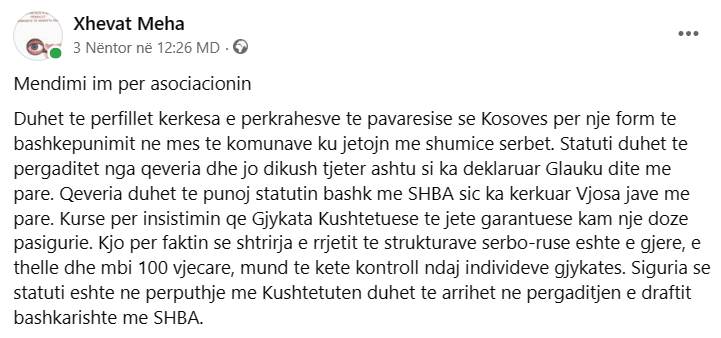 Xhevat Meha
3 Nëntor në 12:26 MD ·
Mendimi im per asociacionin
Duhet te perfillet kerkesa e perkrahesve te pavaresise se Kosoves per nje form te
bashkepunimit ne mes te komunave ku jetojn me shumice serbet. Statuti duhet te
pergaditet nga qeveria dhe jo dikush tjeter ashtu si ka deklaruar Glauku dite me
pare. Qeveria duhet te punoj statutin bashk me SHBA sic ka kerkuar Vjosa jave me
pare. Kurse per insistimin qe Gjykata Kushtetuese te jete garantuese kam nje doze
pasigurie. Kjo per faktin se shtrirja e rrjetit te strukturave serbo-ruse eshte e gjere, e
thelle dhe mbi 100 vjecare, mund te kete kontroll ndaj individeve gjykates. Siguria se
statuti eshte ne perputhje me Kushtetuten duhet te arrihet ne pergaditjen e draftit
bashkarishte me SHBA.